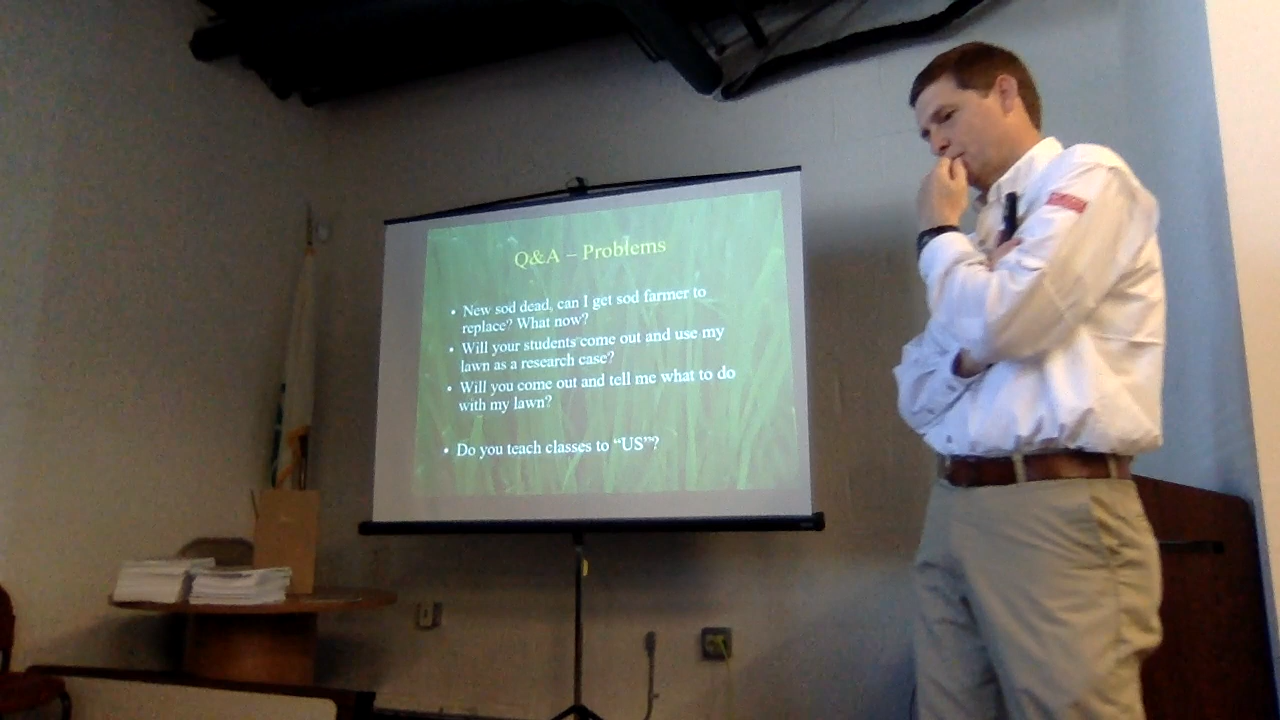 Q&A – Problems
• New sod dead, can I get sod farmer to
replace? What now?
• Will your students come out and use my
lawn as a research case?
• Will you come out and tell me what to do
with my lawn?
• Do you teach classes to “US”?